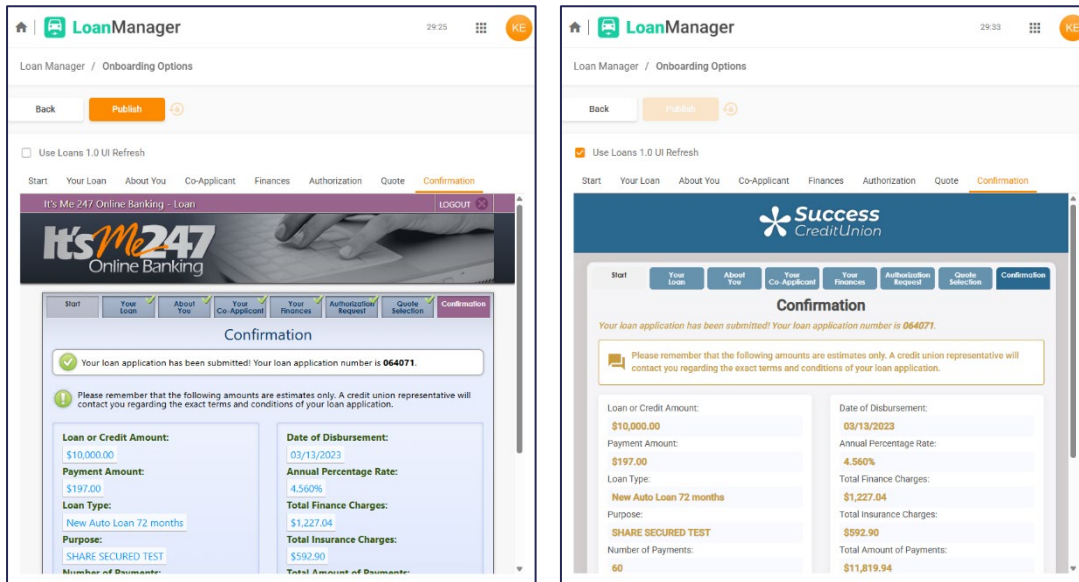 LoanManager 29:25 KE
Loan Manager / Onboarding Options
Back Publish
Use Loans 1.0 UI Refresh
Start Your Loan About You Co-Applicant Finances Authorization Quote Confirmation
It's Me 247 Online Banking - Loan LOGOUT
It's Me 247
Online Banking
Start Your Loan About You Your Co-Applicant Your Finances Authorization Request Quote Selection Confirmation
Confirmation
Your loan application has been submitted! Your loan application number is 064071.
Please remember that the following amounts are estimates only. A credit union representative will
contact you regarding the exact terms and conditions of your loan application.
Loan or Credit Amount: Date of Disbursement:
$10,000.00 03/13/2023
Payment Amount: Annual Percentage Rate:
$197.00 4.560%
Loan Type: Total Finance Charges:
New Auto Loan 72 months $1,227.04
Purpose: Total Insurance Charges:
SHARE SECURED TEST $592.90
Number of Payments: Total Amount of Payments:
LoanManager 29:33 KE
Loan Manager / Onboarding Options
Back Publish
Use Loans 1.0 UI Refresh
Start Your Loan About You Co-Applicant Finances Authorization Quote Confirmation
Success
CreditUnion
Start Your Loan About You Your Co-Applicant Your Finances Authorization Request Quote Selection Confirmation
Confirmation
Your loan application has been submitted! Your loan application number is 064071.
Please remember that the following amounts are estimates only. A credit union representative will
contact you regarding the exact terms and conditions of your loan application.
Loan or Credit Amount: Date of Disbursement:
$10,000.00 03/13/2023
Payment Amount: Annual Percentage Rate:
$197.00 4.560%
Loan Type: Total Finance Charges:
New Auto Loan 72 months $1,227.04
Purpose: Total Insurance Charges:
SHARE SECURED TEST $592.90
Number of Payments: Total Amount of Payments:
60 $11,819.94